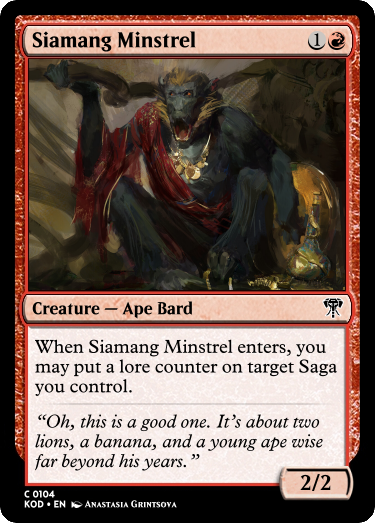 Siamang Minstrel 1
Creature — Ape Bard
When Siamang Minstrel enters, you
may put a lore counter on target Saga
you control.
“Oh, this is a good one. It’s about two
lions, a banana, and a young ape wise
far beyond his years.”
2/2
C 0104
KOD • EN Anastasia Grintsova